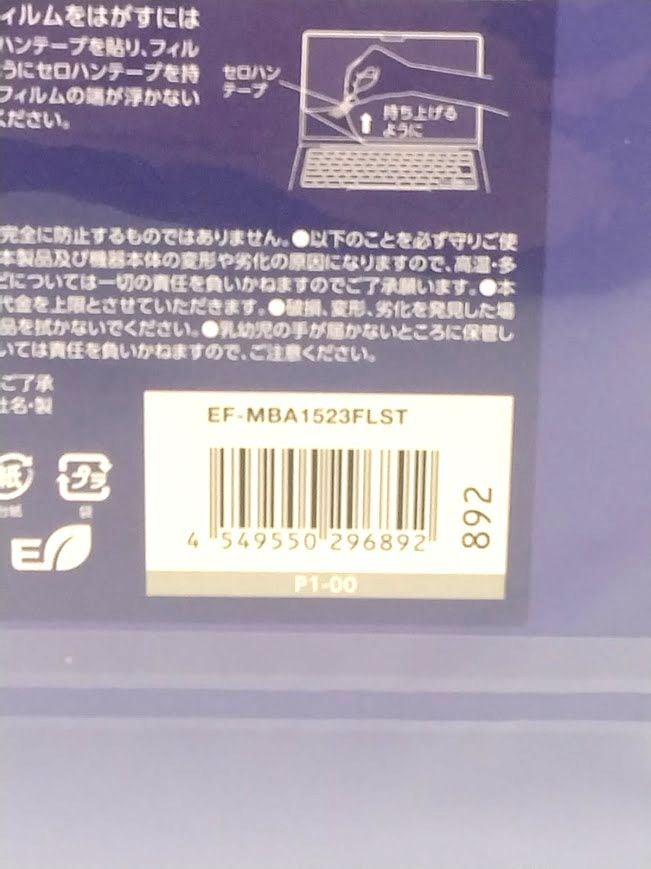 ィルムをはがすには
ハンテープを貼り、フィル
ようにセロハンテープを持
フィルムの端が浮かない
ください。
セロハン
テープ
持ち上げる
ように
完全に防止するものではありません。●以下のことを必ず守りご使
本製品及び機器本体の変形や劣化の原因になりますので、高温・多
どについては一切の責任を負いかねますのでご了承願います。●本
代金を上限とさせていただきます。●破損、変形、劣化を発見した場
品を拭かないでください。●乳幼児の手が届かないところに保管し
いては責任を負いかねますので、ご注意ください。
ご了承
社名・製
紙
プラ
台紙
袋
EF-MBA1523FLST
4 549550 296892
892
P1-00